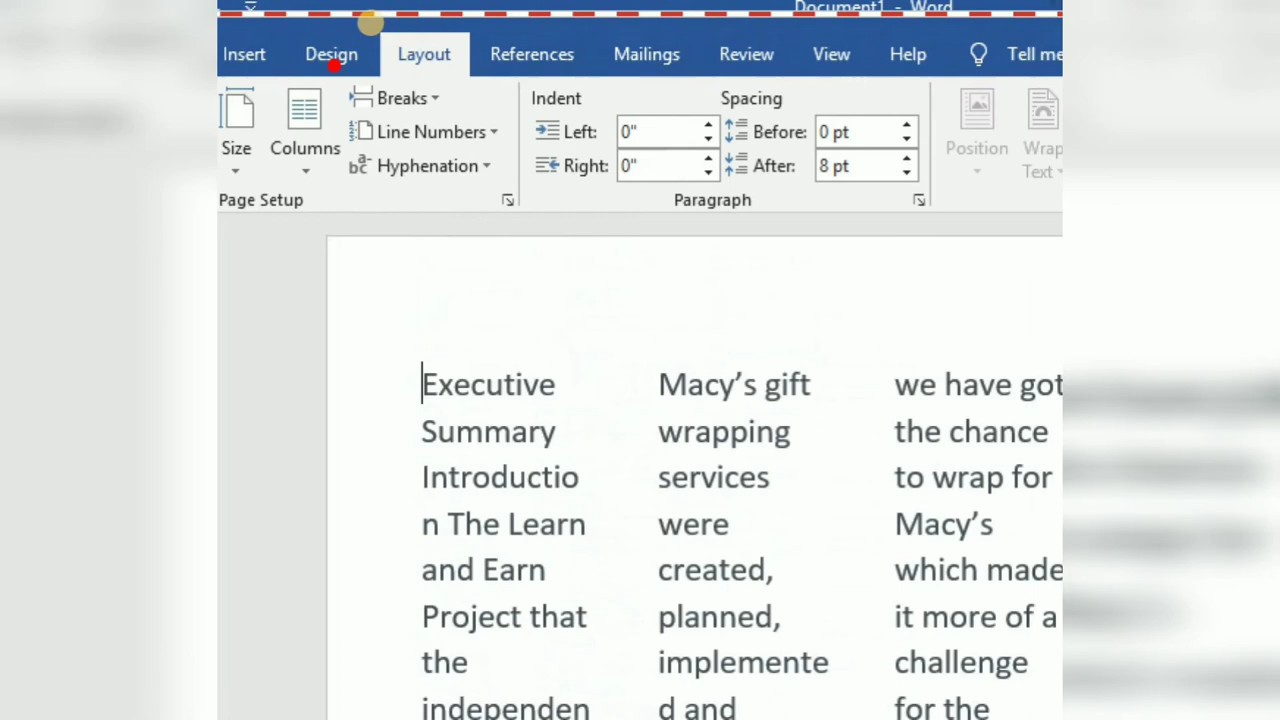 Document1 - Word
Insert Design Layout References Mailings Review View Help Tell me
Breaks
Indent
Spacing
Line Numbers
Left: 0"
Before: 0 pt
Size
Columns
Hyphenation
Right: 0"
After: 8 pt
Position
Wrap
Text
Page Setup
Paragraph
Executive
Summary
Introductio
n The Learn
and Earn
Project that
the
independen
Macy’s gift
wrapping
services
were
created,
planned,
implemente
d and
we have got
the chance
to wrap for
Macy’s
which made
it more of a
challenge
for the